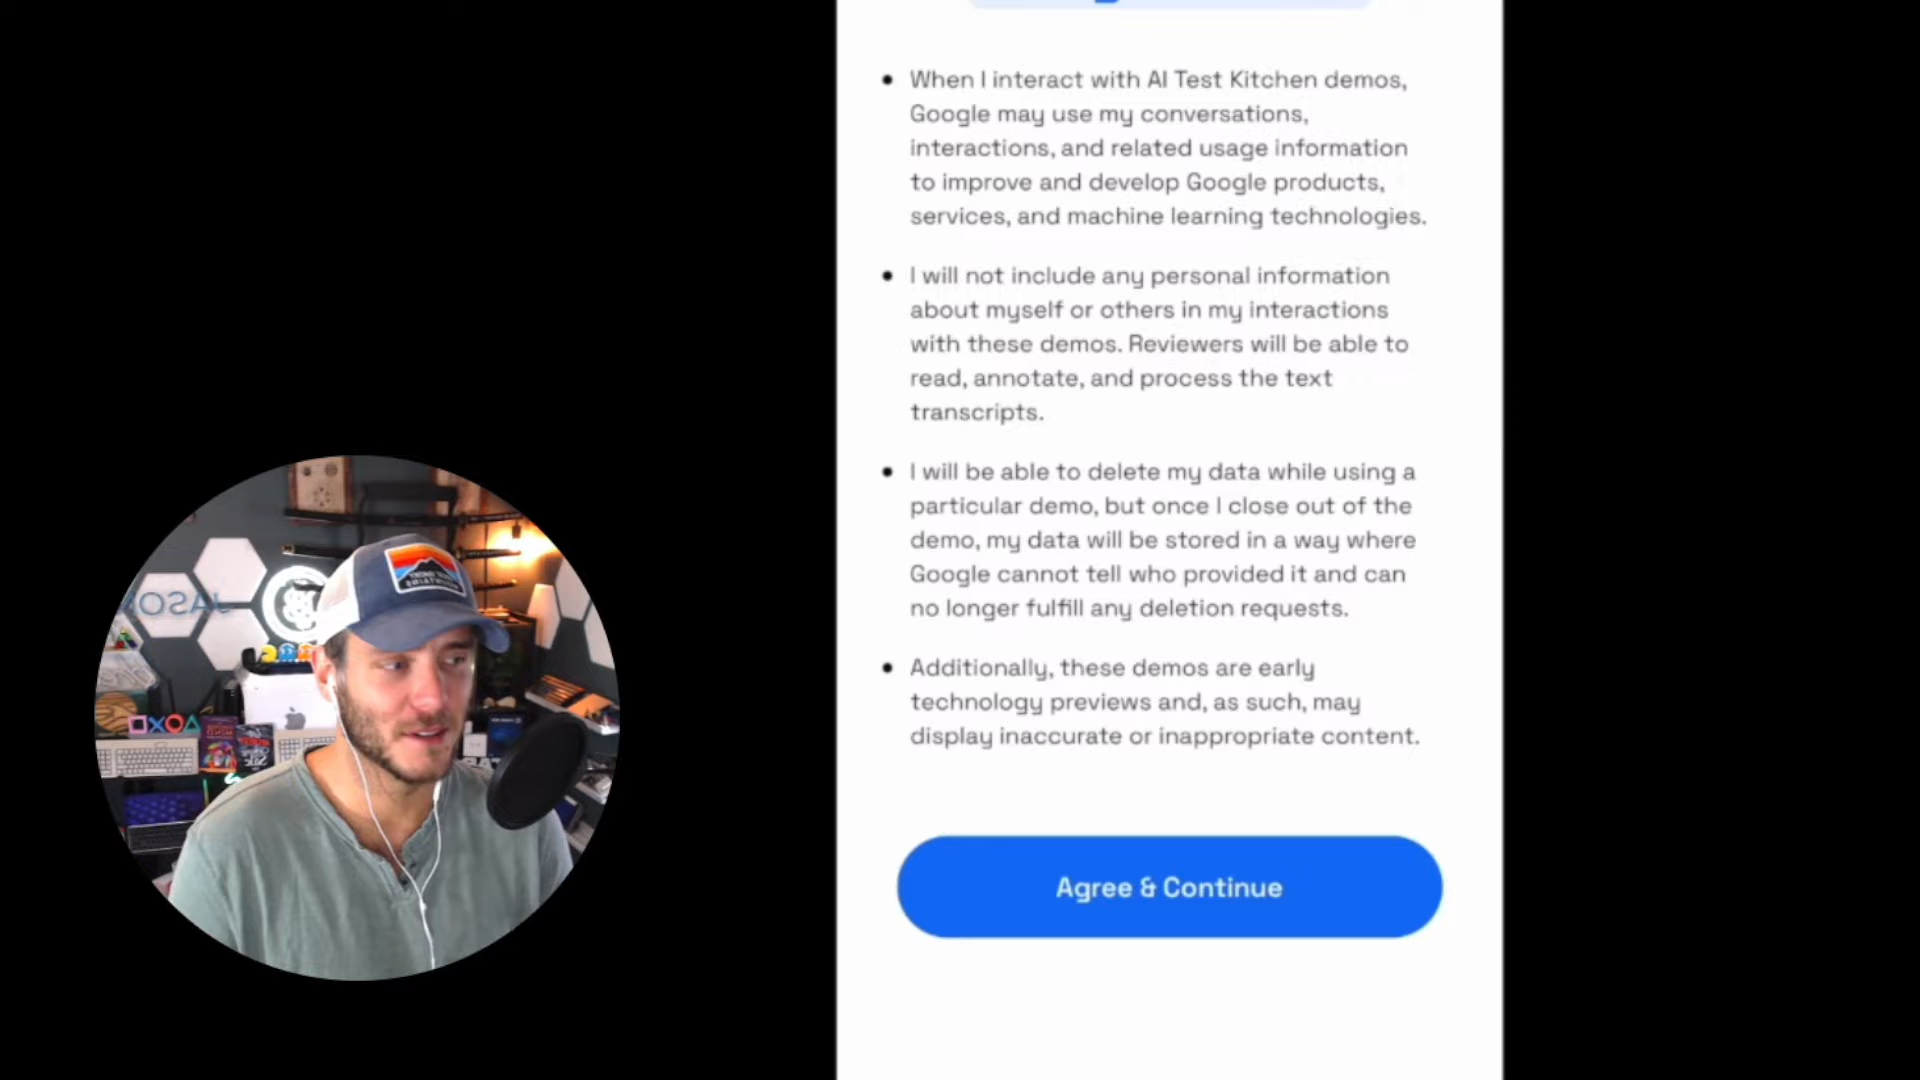 When I interact with AI Test Kitchen demos,
Google may use my conversations,
interactions, and related usage information
to improve and develop Google products,
services, and machine learning technologies.
I will not include any personal information
about myself or others in my interactions
with these demos. Reviewers will be able to
read, annotate, and process the text
transcripts.
I will be able to delete my data while using a
particular demo, but once I close out of the
demo, my data will be stored in a way where
Google cannot tell who provided it and can
no longer fulfill any deletion requests.
Additionally, these demos are early
technology previews and, as such, may
display inaccurate or inappropriate content.
Agree & Continue
JASON